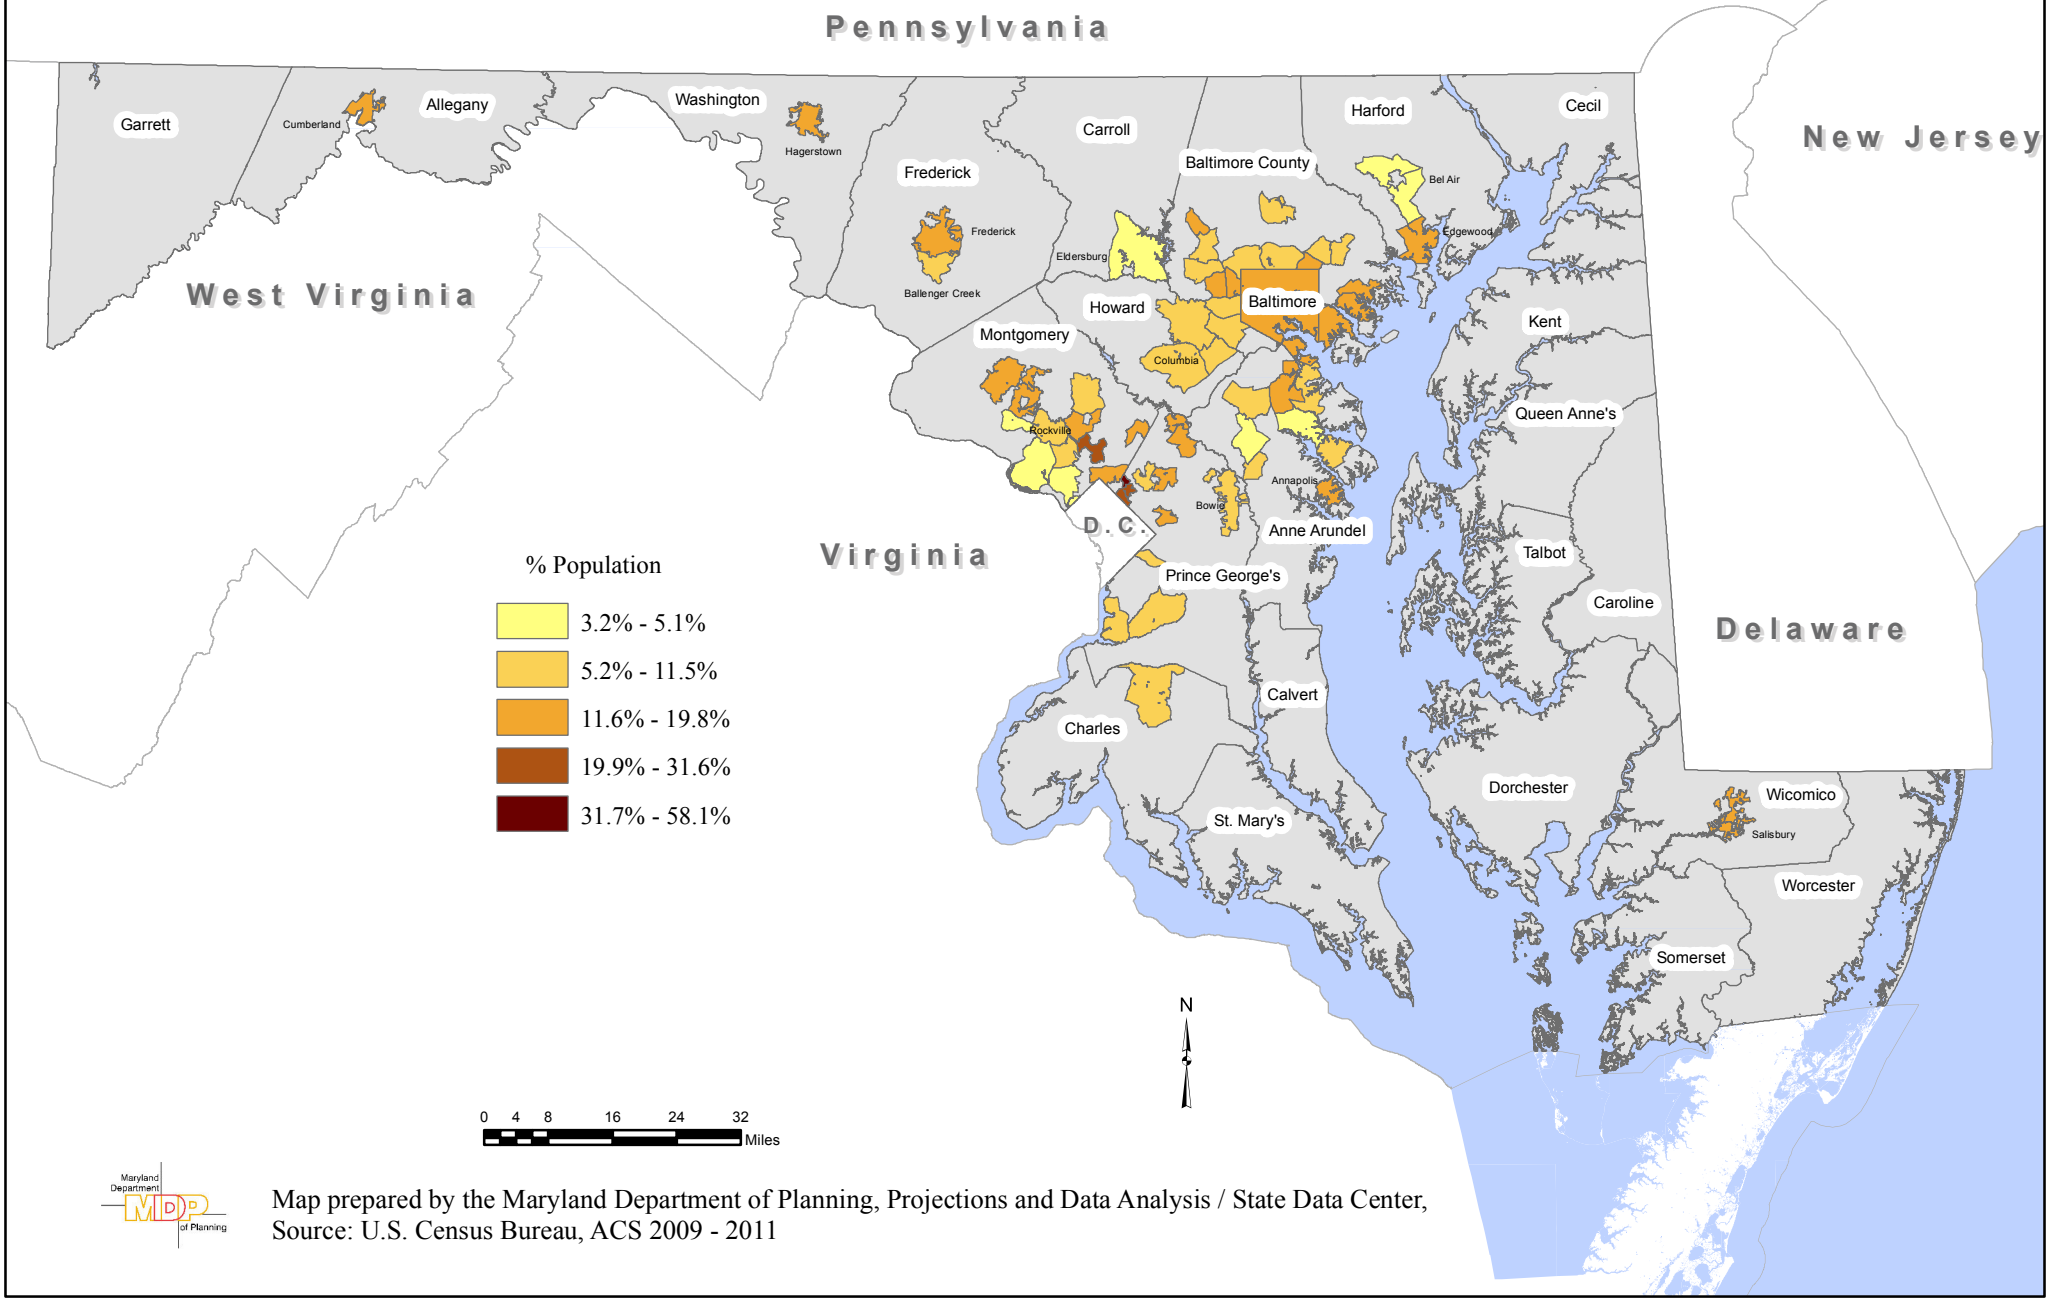 Pennsylvania
New Jersey
West Virginia
Virginia
D.C.
Delaware
Garrett
Cumberland
Allegany
Washington
Hagerstown
Frederick
Frederick
Ballenger Creek
Carroll
Eldersburg
Baltimore County
Harford
Bel Air
Edgewood
Cecil
Howard
Columbia
Baltimore
Kent
Montgomery
Rockville
Queen Anne's
Annapolis
Bowie
Anne Arundel
Talbot
Prince George's
Caroline
Calvert
Charles
St. Mary's
Dorchester
Wicomico
Salisbury
Worcester
Somerset
% Population
3.2% - 5.1%
5.2% - 11.5%
11.6% - 19.8%
19.9% - 31.6%
31.7% - 58.1%
N
0 4 8 16 24 32
Miles
Maryland
Department
MDP
of Planning
Map prepared by the Maryland Department of Planning, Projections and Data Analysis / State Data Center,
Source: U.S. Census Bureau, ACS 2009 - 2011